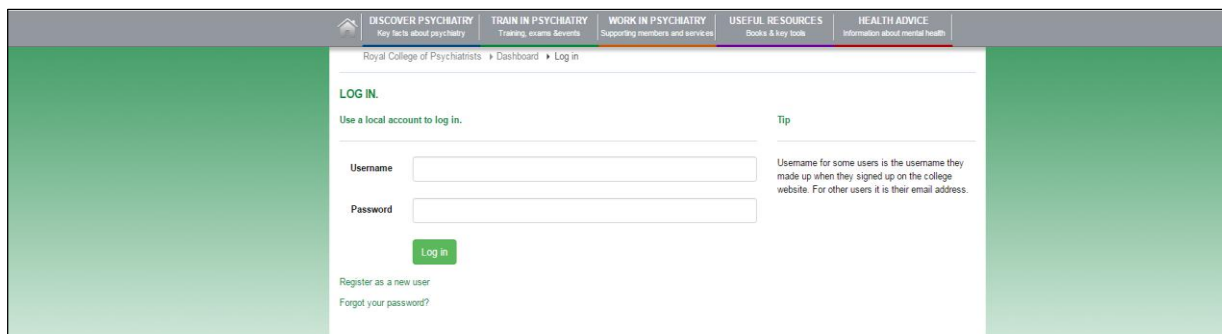 DISCOVER PSYCHIATRY
Key facts about psychiatry
TRAIN IN PSYCHIATRY
Training, exams &events
WORK IN PSYCHIATRY
Supporting members and services
USEFUL RESOURCES
Books & key tools
HEALTH ADVICE
Information about mental health
Royal College of Psychiatrists Dashboard Log in
LOG IN.
Use a local account to log in.
Tip
Username
Password
Username for some users is the username they
made up when they signed up on the college
website. For other users it is their email address.
Log in
Register as a new user
Forgot your password?